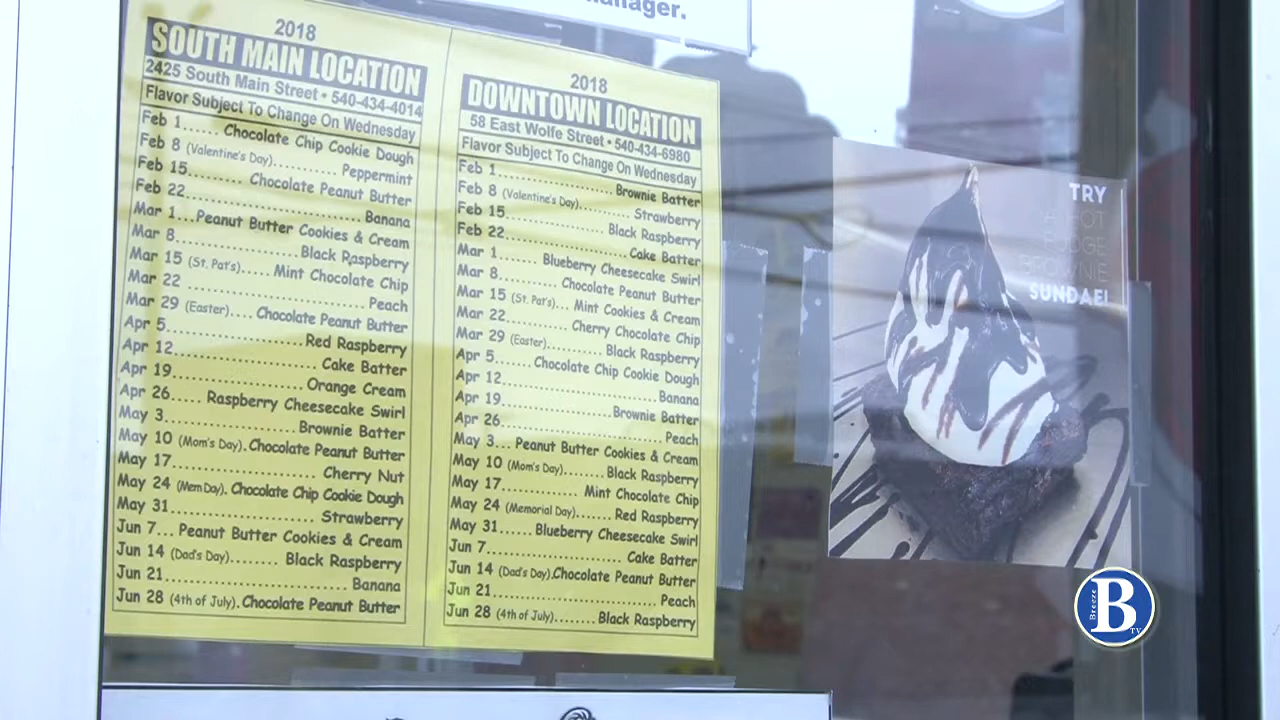 manager.
2018
SOUTH MAIN LOCATION
2425 South Main Street • 540-434-4014
Flavor Subject To Change On Wednesday
Feb 1...... Chocolate Chip Cookie Dough
Feb 8 (Valentine's Day).......... Peppermint
Feb 15........ Chocolate Peanut Butter
Feb 22........................... Banana
Mar 1...Peanut Butter Cookies & Cream
Mar 8.................. Black Raspberry
Mar 15 (St. Pat's)..... Mint Chocolate Chip
Mar 22 ........................... Peach
Mar 29 (Easter).... Chocolate Peanut Butter
Apr 5.................... Red Raspberry
Apr 12...................... Cake Batter
Apr 19.................... Orange Cream
Apr 26..... Raspberry Cheesecake Swirl
May 3................... Brownie Batter
May 10 (Mom's Day). Chocolate Peanut Butter
May 17...................... Cherry Nut
May 24 (Mem Day). Chocolate Chip Cookie Dough
May 31...................... Strawberry
Jun 7... Peanut Butter Cookies & Cream
Jun 14 (Dad's Day)........ Black Raspberry
Jun 21........................... Banana
Jun 28 (4th of July). Chocolate Peanut Butter
2018
DOWNTOWN LOCATION
58 East Wolfe Street • 540-434-6980
Flavor Subject To Change On Wednesday
Feb 1.................... Brownie Batter
Feb 8 (Valentine's Day)........ Strawberry
Feb 15................. Black Raspberry
Feb 22..................... Cake Batter
Mar 1....... Blueberry Cheesecake Swirl
Mar 8.......... Chocolate Peanut Butter
Mar 15 (St. Pat's)... Mint Cookies & Cream
Mar 22........... Cherry Chocolate Chip
Mar 29 (Easter).......... Black Raspberry
Apr 5..... Chocolate Chip Cookie Dough
Apr 12........................... Banana
Apr 19.................. Brownie Batter
Apr 26............................ Peach
May 3... Peanut Butter Cookies & Cream
May 10 (Mom's Day)........ Black Raspberry
May 17............. Mint Chocolate Chip
May 24 (Memorial Day)....... Red Raspberry
May 31...... Blueberry Cheesecake Swirl
Jun 7....................... Cake Batter
Jun 14 (Dad's Day).Chocolate Peanut Butter
Jun 21............................ Peach
Jun 28 (4th of July)........ Black Raspberry
TRY
A HOT
FUDGE
BROWNIE
SUNDAE!
Breeze B TV